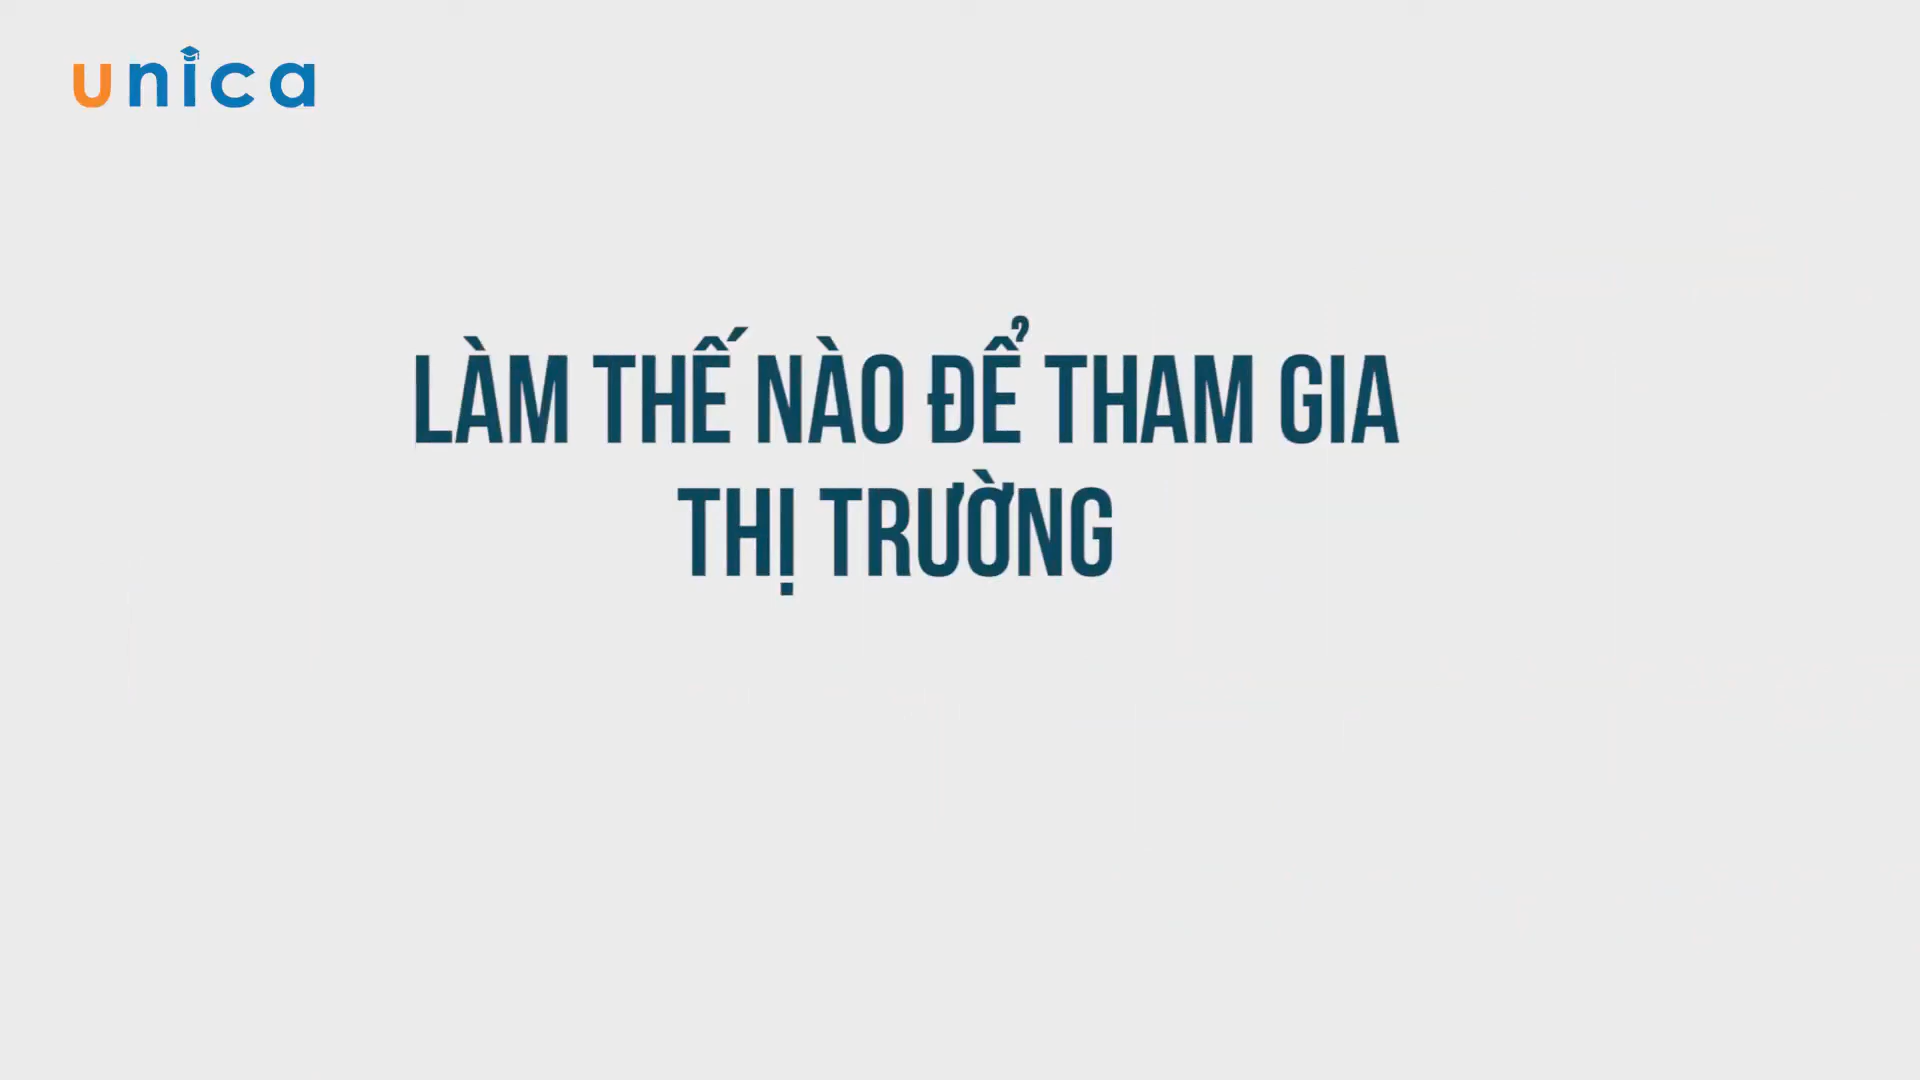 unica
LÀM THẾ NÀO ĐỂ THAM GIA
THỊ TRƯỜNG